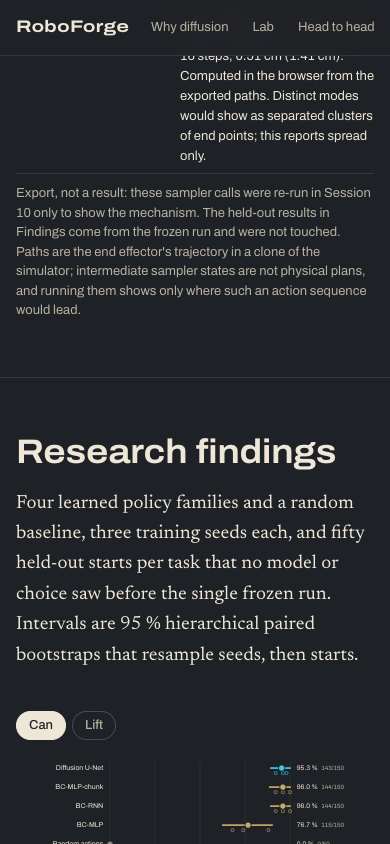 RoboForge Why diffusion Lab Head to head
16 steps, 0.51 cm (1.41 cm).
Computed in the browser from the
exported paths. Distinct modes
would show as separated clusters
of end points; this reports spread
only.
Export, not a result: these sampler calls were re-run in Session
10 only to show the mechanism. The held-out results in
Findings come from the frozen run and were not touched.
Paths are the end effector's trajectory in a clone of the
simulator; intermediate sampler states are not physical plans,
and running them shows only where such an action sequence
would lead.
Research findings
Four learned policy families and a random
baseline, three training seeds each, and fifty
held-out starts per task that no model or
choice saw before the single frozen run.
Intervals are 95 % hierarchical paired
bootstraps that resample seeds, then starts.
Can Lift
Diffusion U-Net 95.3 % 143/150
BC-MLP-chunk 96.0 % 144/150
BC-RNN 96.0 % 144/150
BC-MLP 76.7 % 115/150
Random actions